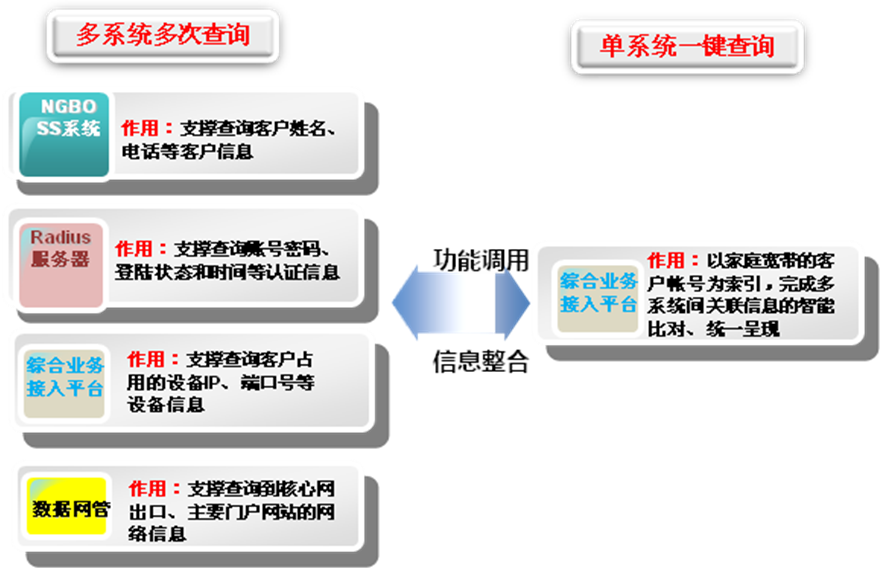 多系统多次查询
单系统一键查询
NGBO
SS系统
作用：支撑查询客户姓名、
电话等客户信息
Radius
服务器
作用：支撑查询账号密码、
登陆状态和时间等认证信息
综合业务
接入平台
作用：支撑查询客户占
用的设备IP、端口号等
设备信息
数据网管
作用：支撑查询到核心网
出口、主要门户网站的网
络信息
功能调用
信息整合
综合业务
接入平台
作用：以家庭宽带的客
户帐号为索引，完成多
系统间关联信息的智能
比对、统一呈现